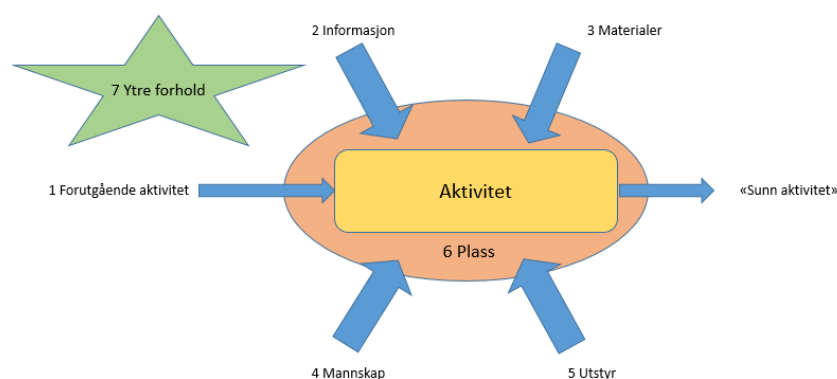 2 Informasjon
3 Materialer
7 Ytre forhold
1 Forutgående aktivitet
Aktivitet
«Sunn aktivitet»
6 Plass
4 Mannskap
5 Utstyr